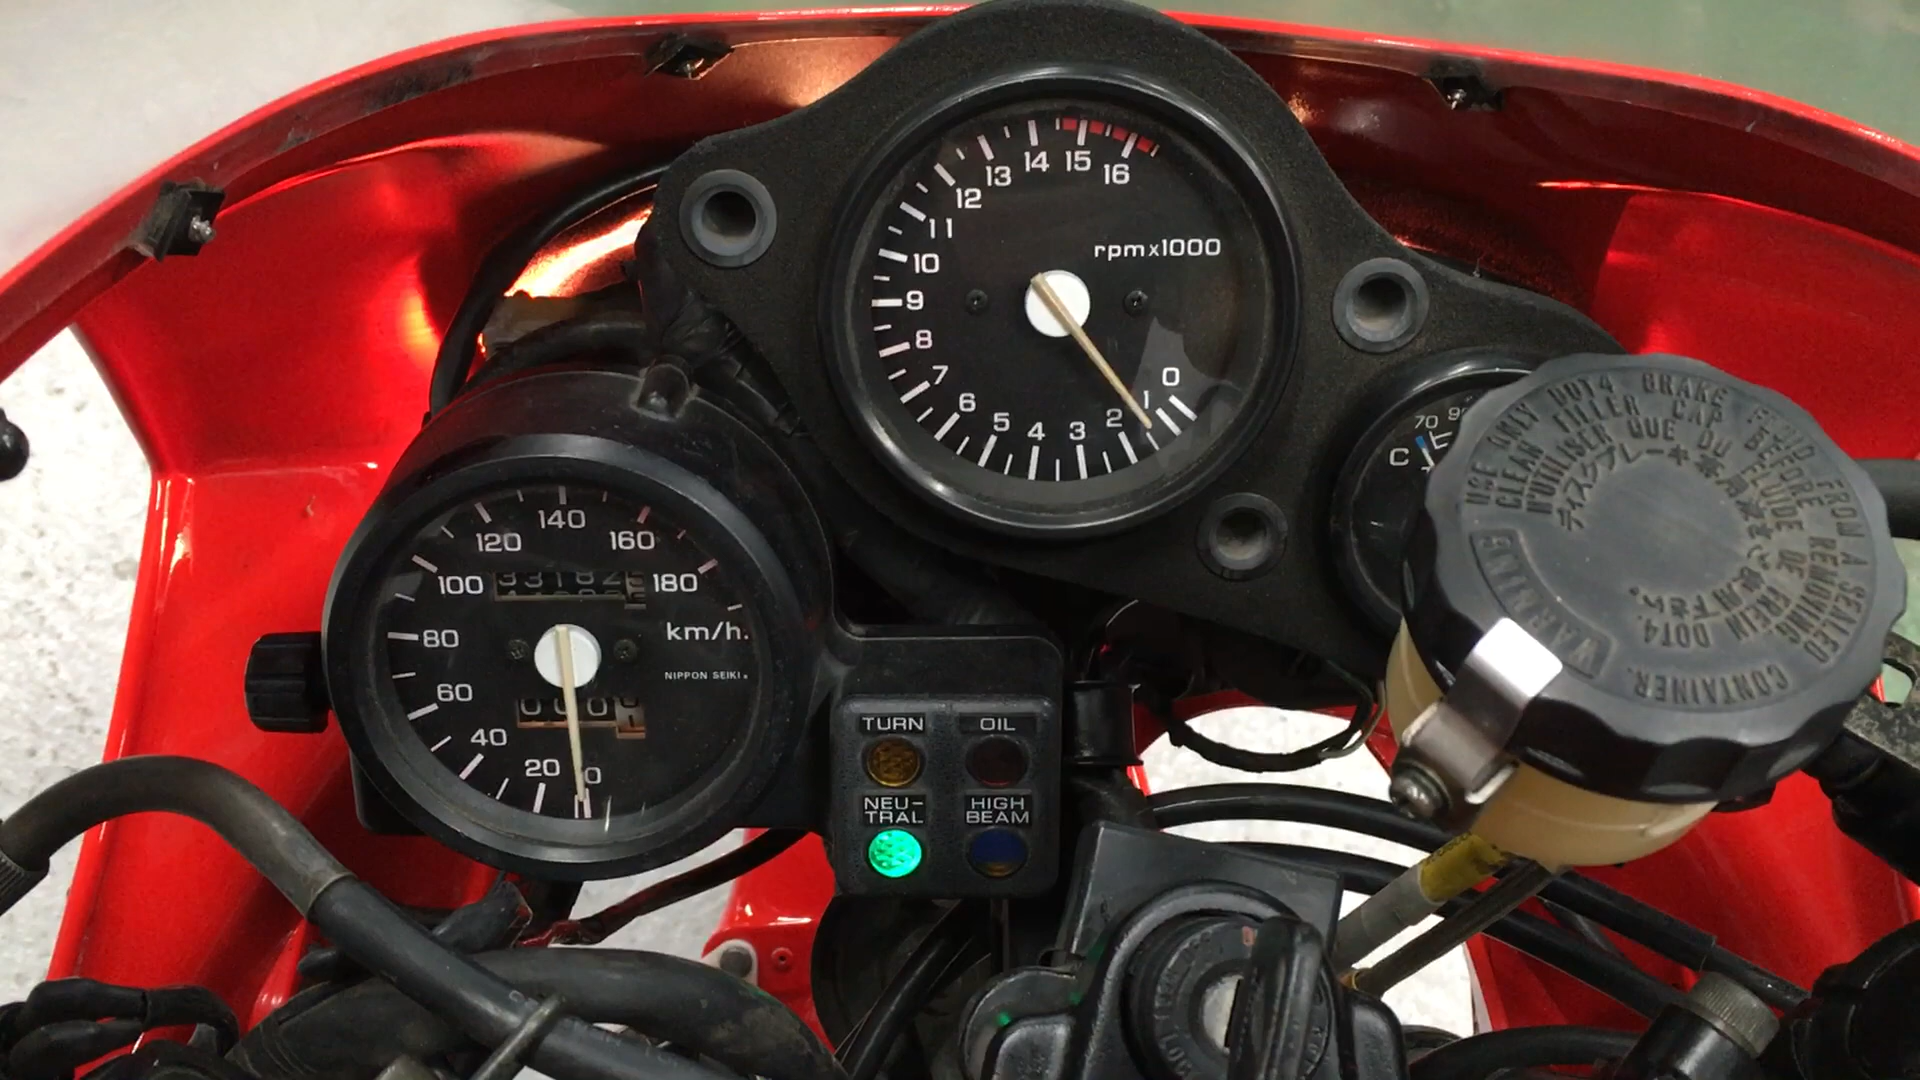 16
15
14
13
12
11
10
9
8
7
6
5
4
3
2
1
0
rpmx1000
70
C
140
120
160
100
180
33182
80
km/h.
NIPPON SEIKI.
60
000
40
20
0
TURN
OIL
NEU-
TRAL
HIGH
BEAM
USE ONLY DOT4 BRAKE FLUID FROM A SEALED CONTAINER.
CLEAN FILLER CAP BEFORE REMOVING.
N'UTILISER QUE DU FLUIDE DE FREIN DOT4.
WARNING